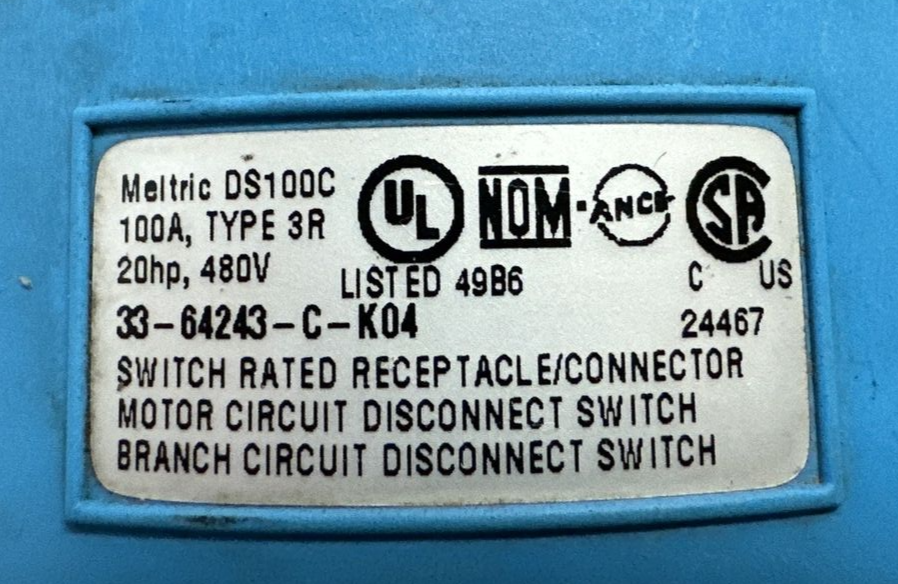 Meltric DS100C
100A, TYPE 3R
20hp, 480V
UL
LISTED 49B6
NOM-ANCE
SA
C US
24467
33-64243-C-K04
SWITCH RATED RECEPTACLE/CONNECTOR
MOTOR CIRCUIT DISCONNECT SWITCH
BRANCH CIRCUIT DISCONNECT SWITCH